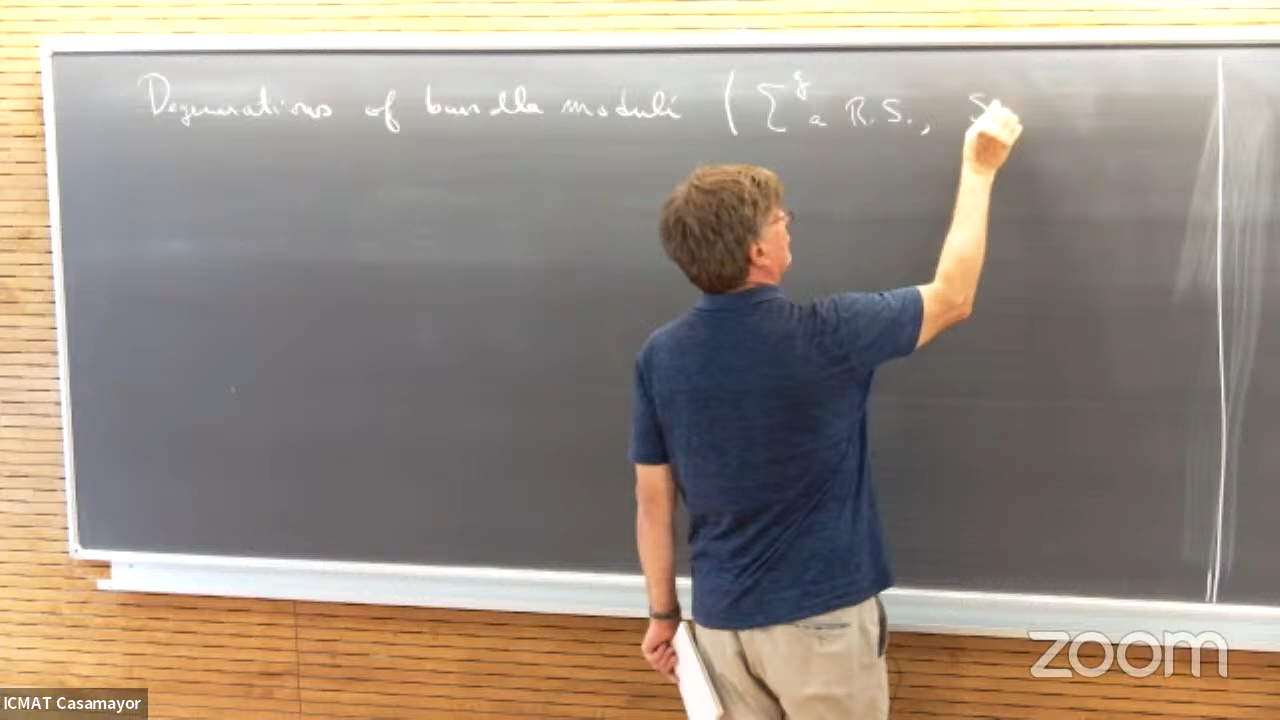 Degenerations of bundle moduli ( Σ^g a R.S., S
zoom
ICMAT Casamayor